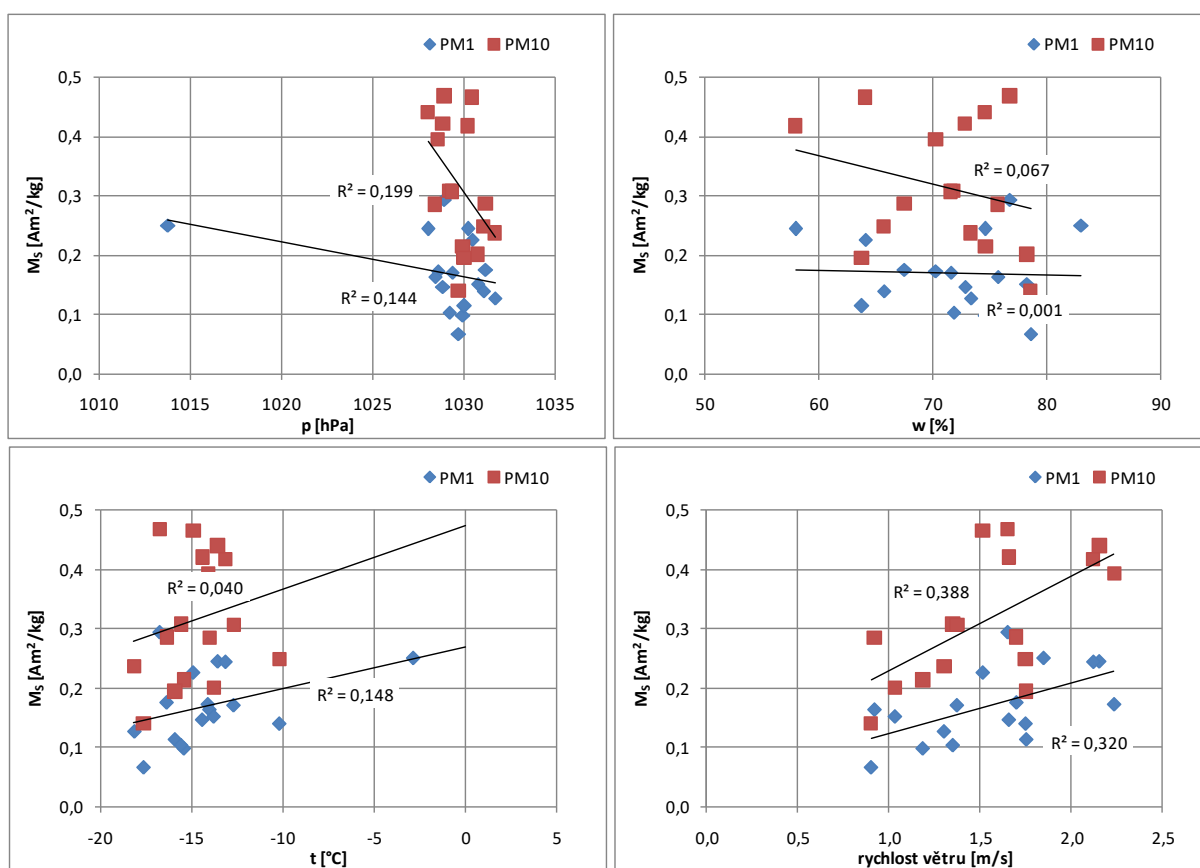 PM1 PM10
0,5
0,4
0,3
0,2
0,1
0,0
R² = 0,199
R² = 0,144
1010 1015 1020 1025 1030 1035
p [hPa]
M_S [Am²/kg]
PM1 PM10
0,5
0,4
0,3
0,2
0,1
0,0
R² = 0,067
R² = 0,001
50 60 70 80 90
w [%]
M_S [Am²/kg]
PM1 PM10
0,5
0,4
0,3
0,2
0,1
0,0
R² = 0,040
R² = 0,148
-20 -15 -10 -5 0 5
t [°C]
M_S [Am²/kg]
PM1 PM10
0,5
0,4
0,3
0,2
0,1
0,0
R² = 0,388
R² = 0,320
0,0 0,5 1,0 1,5 2,0 2,5
rychlost větru [m/s]
M_S [Am²/kg]